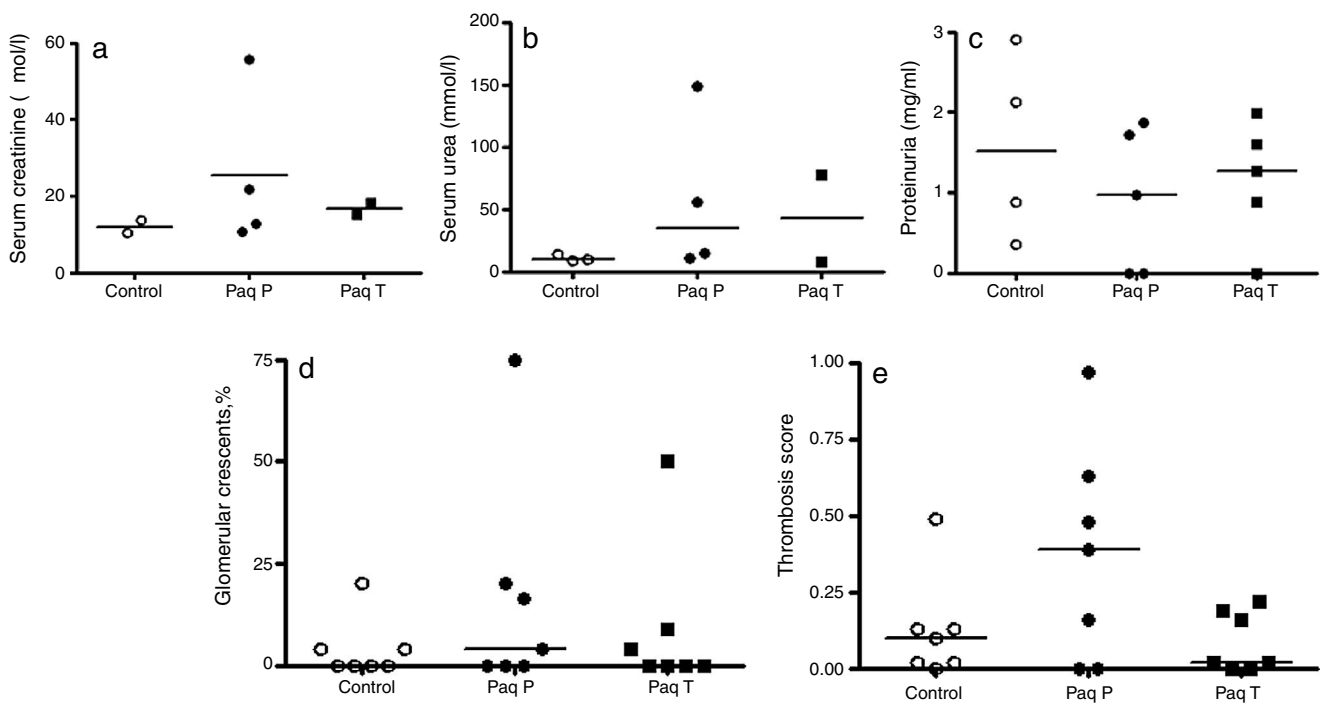 a
Serum creatinine ( mol/l)
60
40
20
0
Control Paq P Paq T
b
Serum urea (mmol/l)
200
150
100
50
0
Control Paq P Paq T
c
Proteinuria (mg/ml)
3
2
1
0
Control Paq P Paq T
d
Glomerular crescents,%
75
50
25
0
Control Paq P Paq T
e
Thrombosis score
1.00
0.75
0.50
0.25
0.00
Control Paq P Paq T